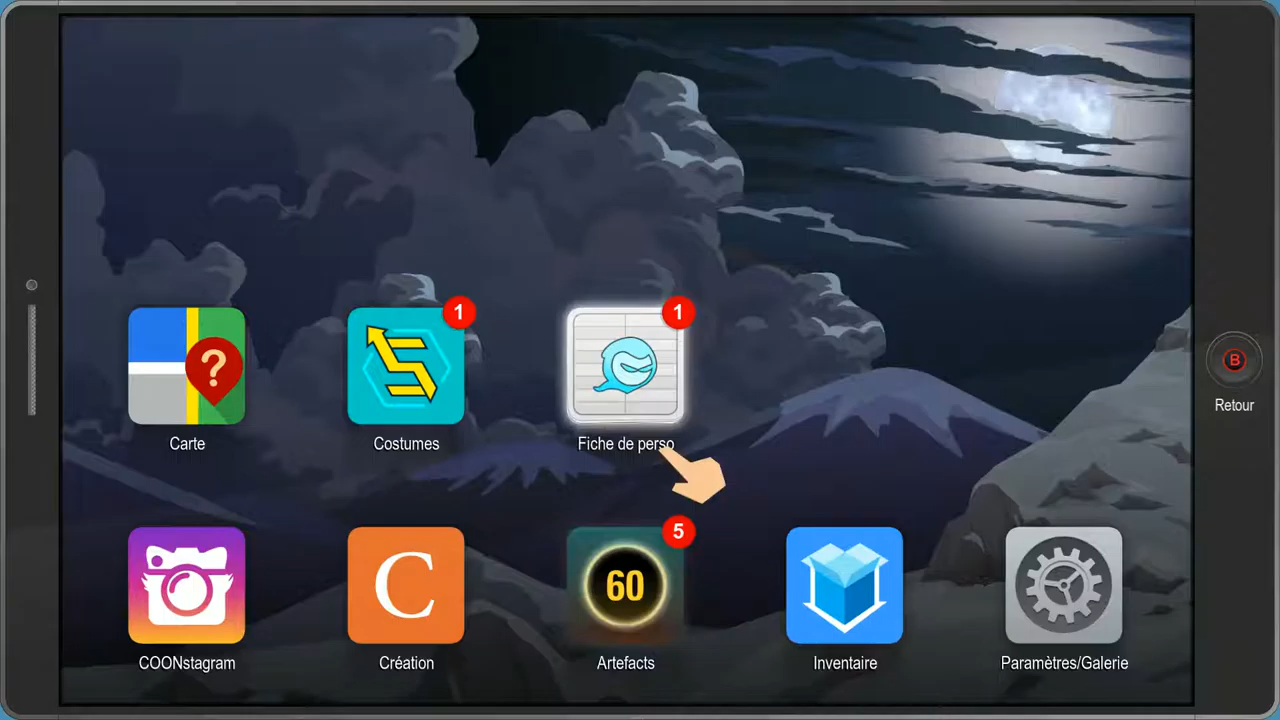 1
1
?
Carte
Costumes
Fiche de perso
B
Retour
5
C
60
COONstagram
Création
Artefacts
Inventaire
Paramètres/Galerie